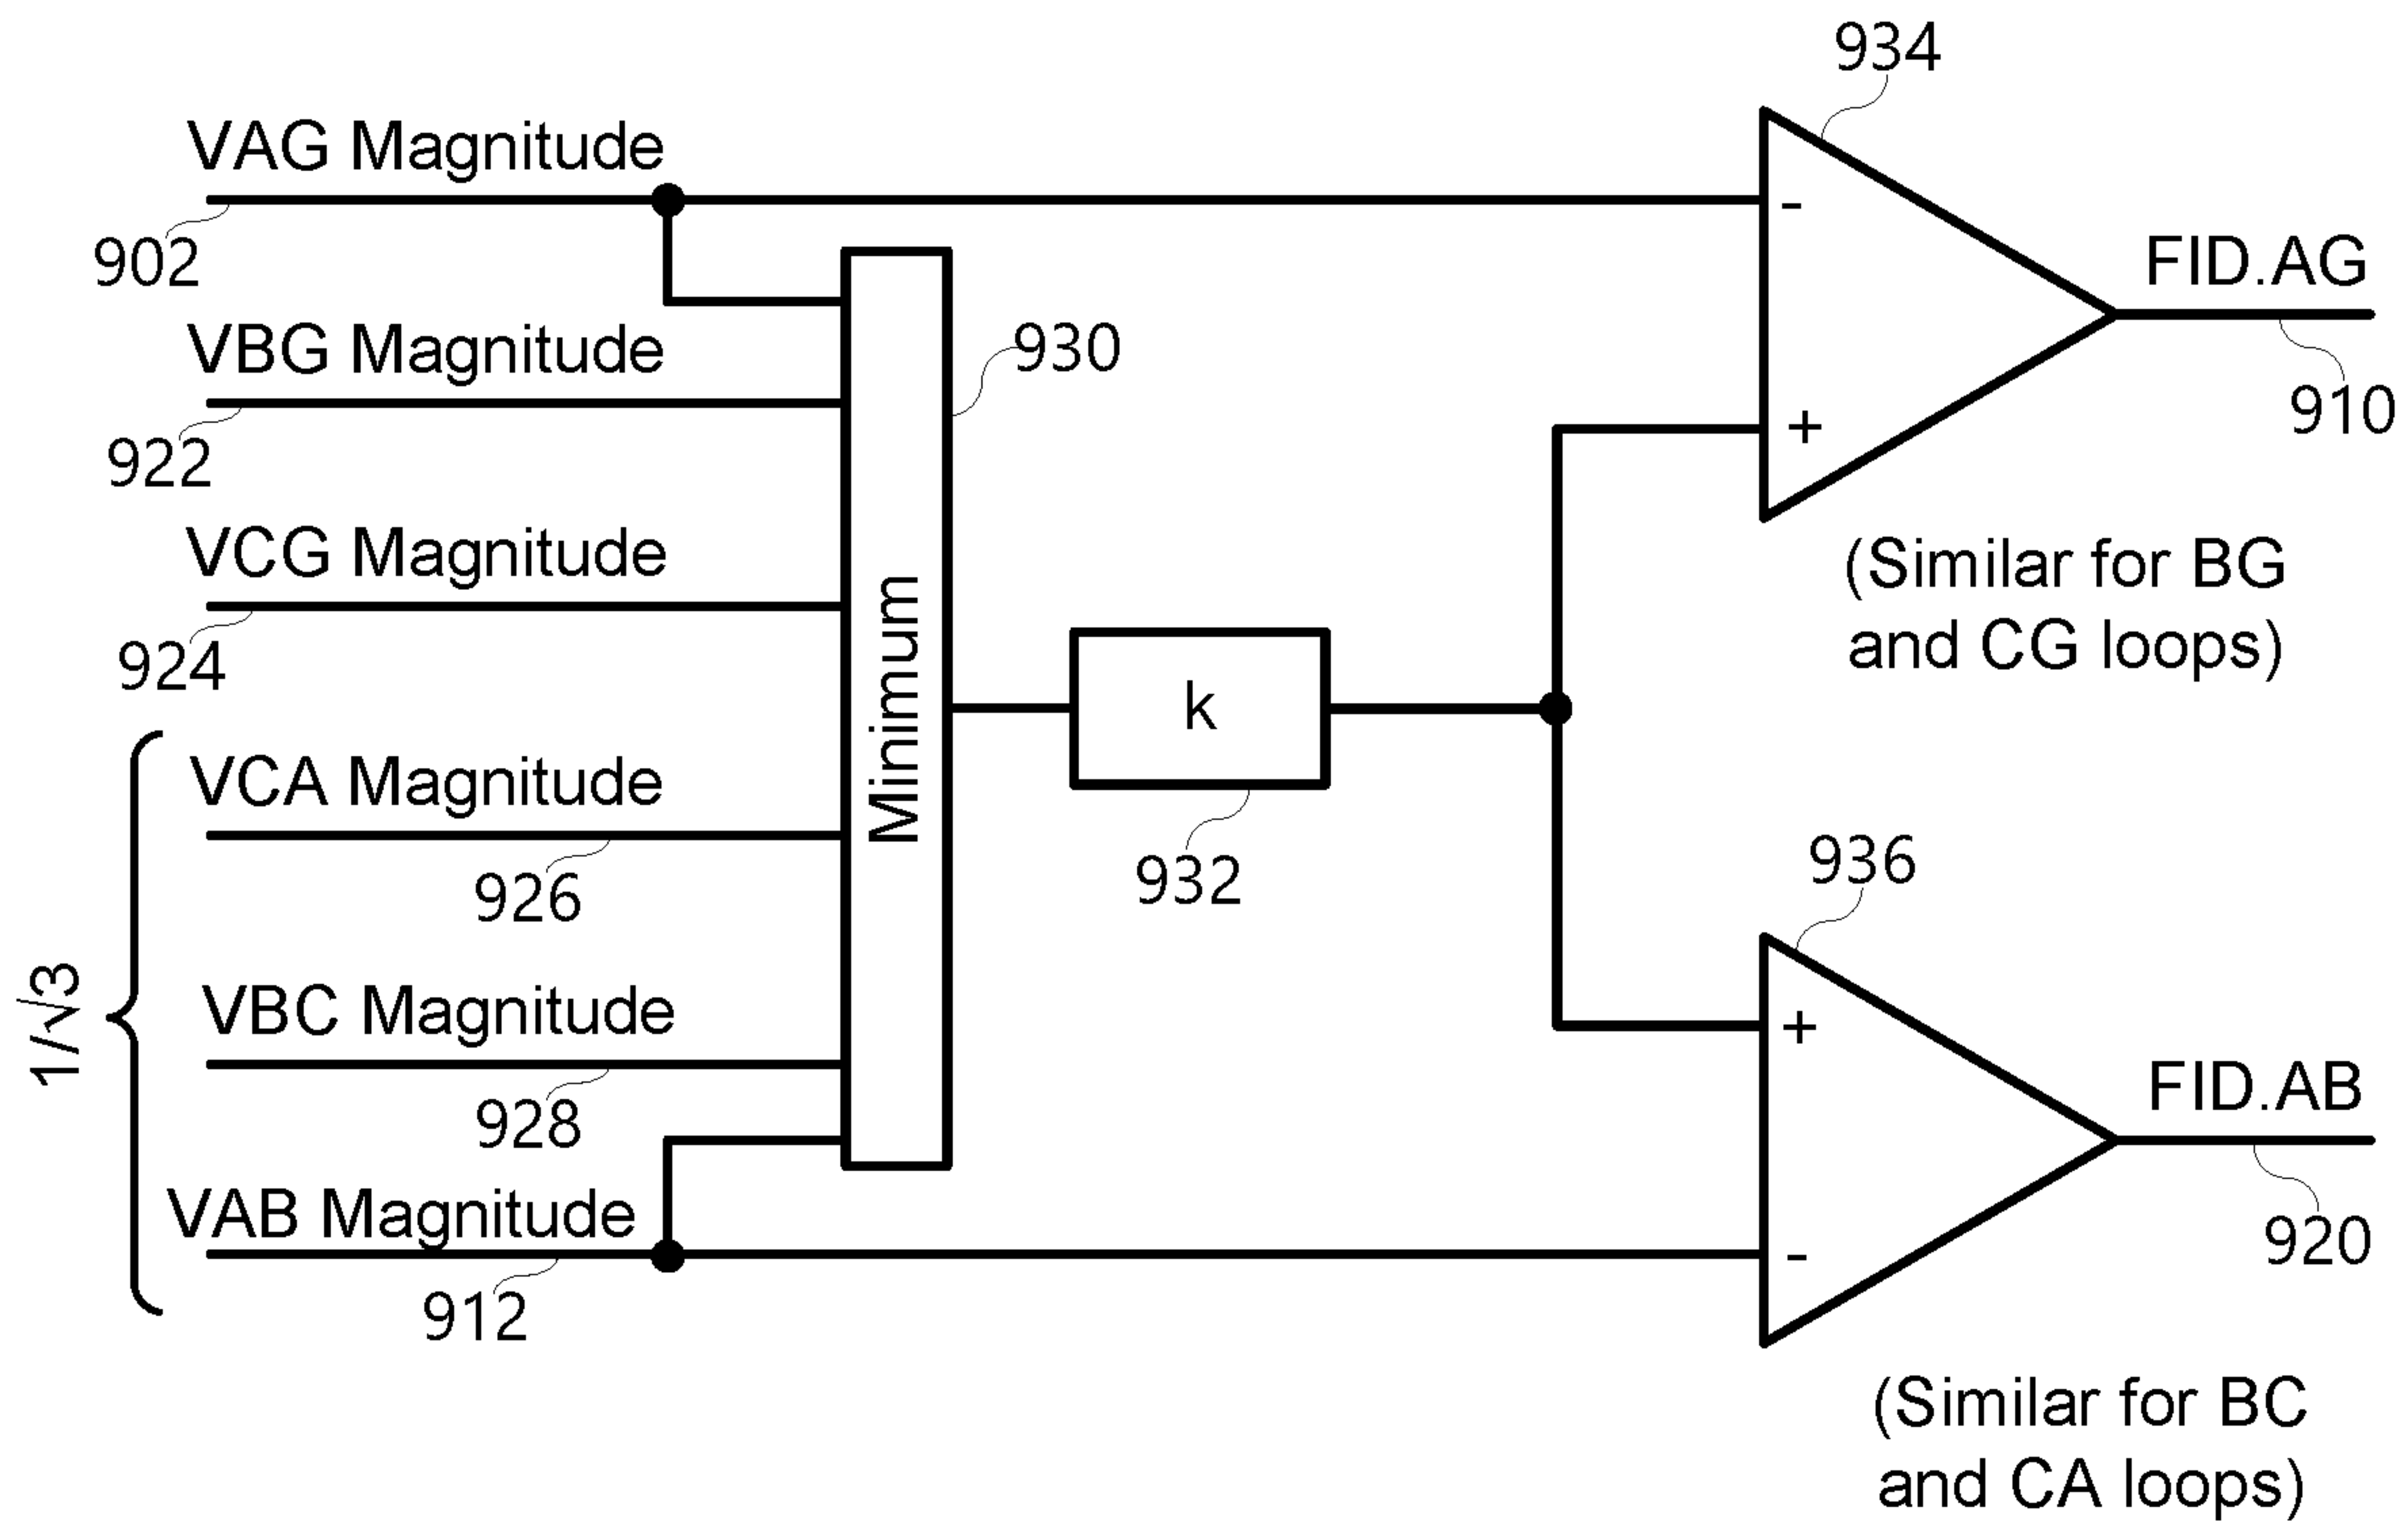 934
VAG Magnitude
902
FID.AG
910
VBG Magnitude
922
930
VCG Magnitude
924
-
+
(Similar for BG
and CG loops)
Minimum
k
932
1/√3
VCA Magnitude
926
VBC Magnitude
928
VAB Magnitude
912
936
+
-
FID.AB
920
(Similar for BC
and CA loops)